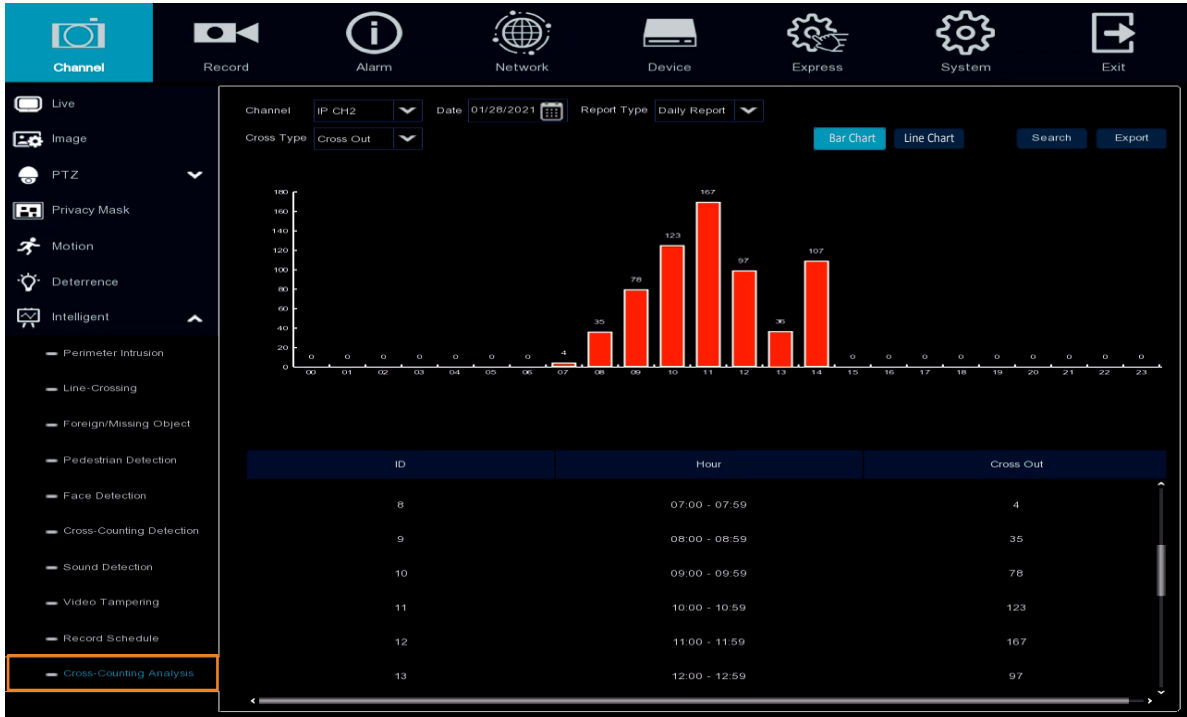 Channel Record Alarm Network Device Express System Exit
Live
Image
PTZ
Privacy Mask
Motion
Deterrence
Intelligent
Perimeter Intrusion
Line-Crossing
Foreign/Missing Object
Pedestrian Detection
Face Detection
Cross-Counting Detection
Sound Detection
Video Tampering
Record Schedule
Cross-Counting Analysis
Channel IP CH2 Date 01/28/2021 Report Type Daily Report
Cross Type Cross Out Bar Chart Line Chart Search Export
180
160
140
120
100
80
60
40
20
0
0 0 0 0 0 0 0 4 35 78 123 167 97 36 107 0 0 0 0 0 0 0 0 0
00 01 02 03 04 05 06 07 08 09 10 11 12 13 14 15 16 17 18 19 20 21 22 23
ID Hour Cross Out
8 07:00 - 07:59 4
9 08:00 - 08:59 35
10 09:00 - 09:59 78
11 10:00 - 10:59 123
12 11:00 - 11:59 167
13 12:00 - 12:59 97